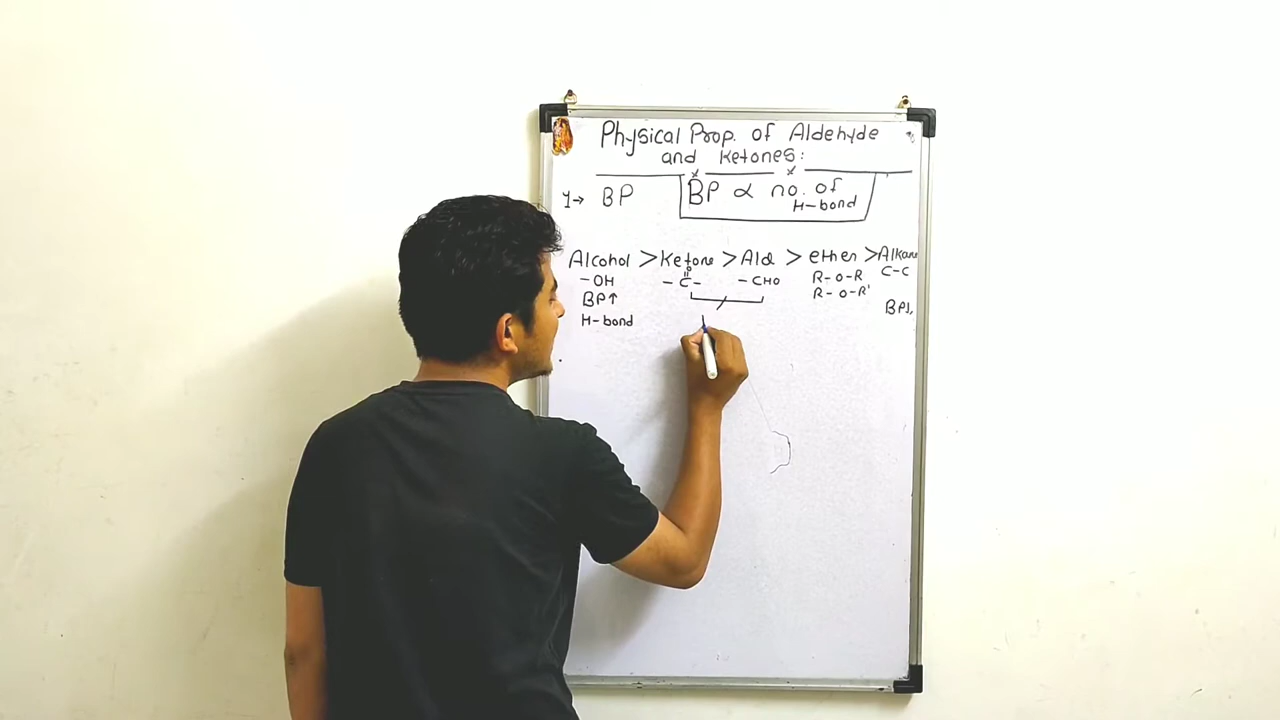 Physical Prop. of Aldehyde
and Ketones:
1→ BP
BP ∝ no. of
H-bond
Alcohol > Ketone > Ald > ether > Alkane
-OH
O
-C-
-CHO
R-O-R
C-C
BP↑
R-O-R'
H-bond
BP↓